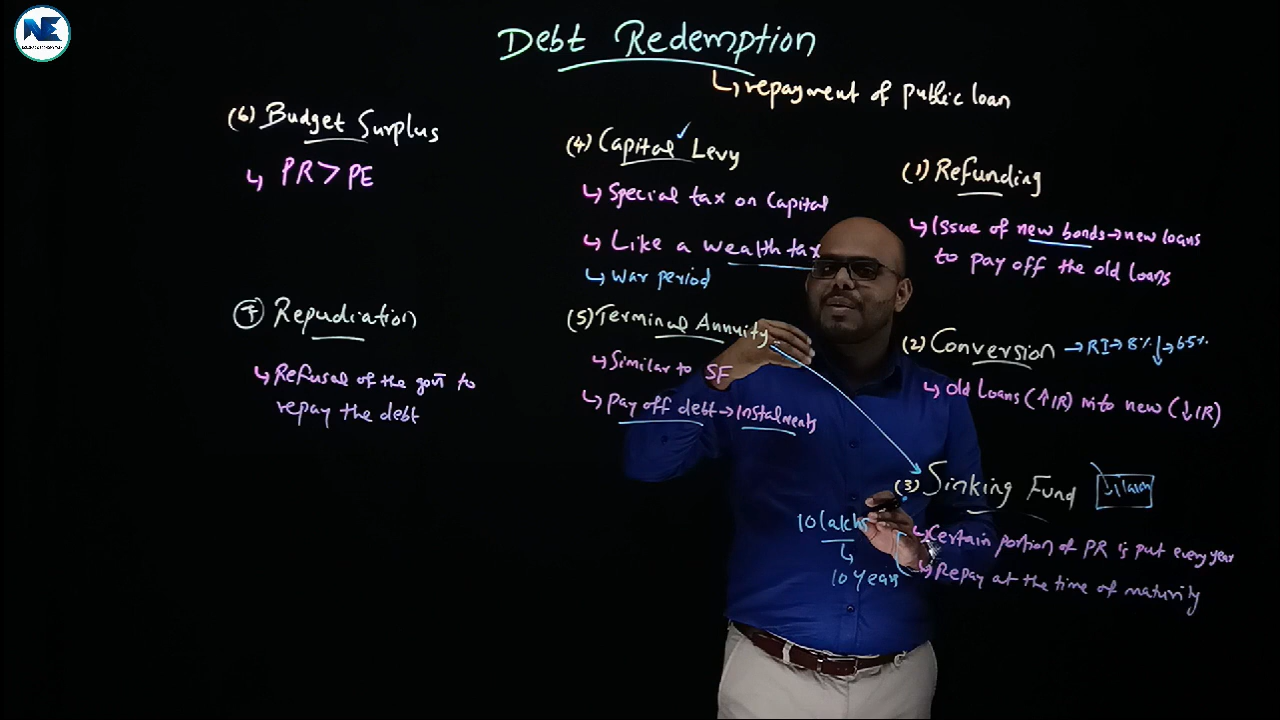 NE
Debt Redemption
↳ repayment of public loan
(6) Budget Surplus
↳ PR > PE
(7) Repudiation
↳ Refusal of the govt to
repay the debt
(4) Capital ✓ Levy
↳ Special tax on Capital
↳ Like a wealth tax
↳ War period
(5) Terminal Annuity
↳ Similar to SF
↳ Pay off debt → Instalments
(1) Refunding
↳ Issue of new bonds → new loans
to pay off the old loans
(2) Conversion → RI → 8% ↓ → 6.5%
↳ Old Loans (↑IR) into new (↓IR)
(3) Sinking Fund
↳ Certain portion of PR is put every year
↳ Repay at the time of maturity
10 lakhs
↳
10 years